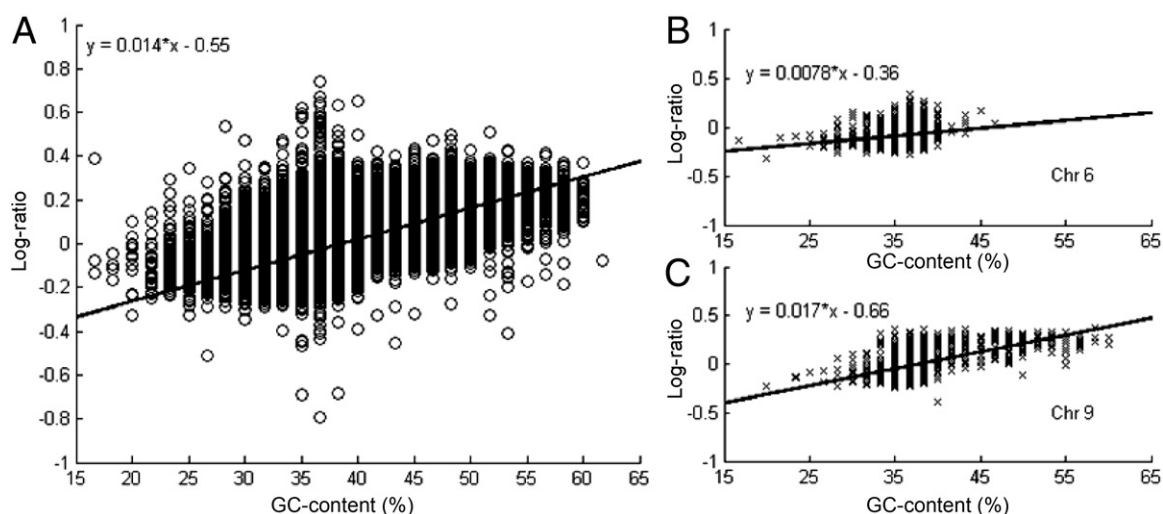 A
y = 0.014*x - 0.55
Log-ratio
1
0.8
0.6
0.4
0.2
0
-0.2
-0.4
-0.6
-0.8
-1
15 20 25 30 35 40 45 50 55 60 65
GC-content (%)
B
y = 0.0078*x - 0.36
Log-ratio
1
0.5
0
-0.5
-1
Chr 6
15 25 35 45 55 65
GC-content (%)
C
y = 0.017*x - 0.66
Log-ratio
1
0.5
0
-0.5
-1
Chr 9
15 25 35 45 55 65
GC-content (%)